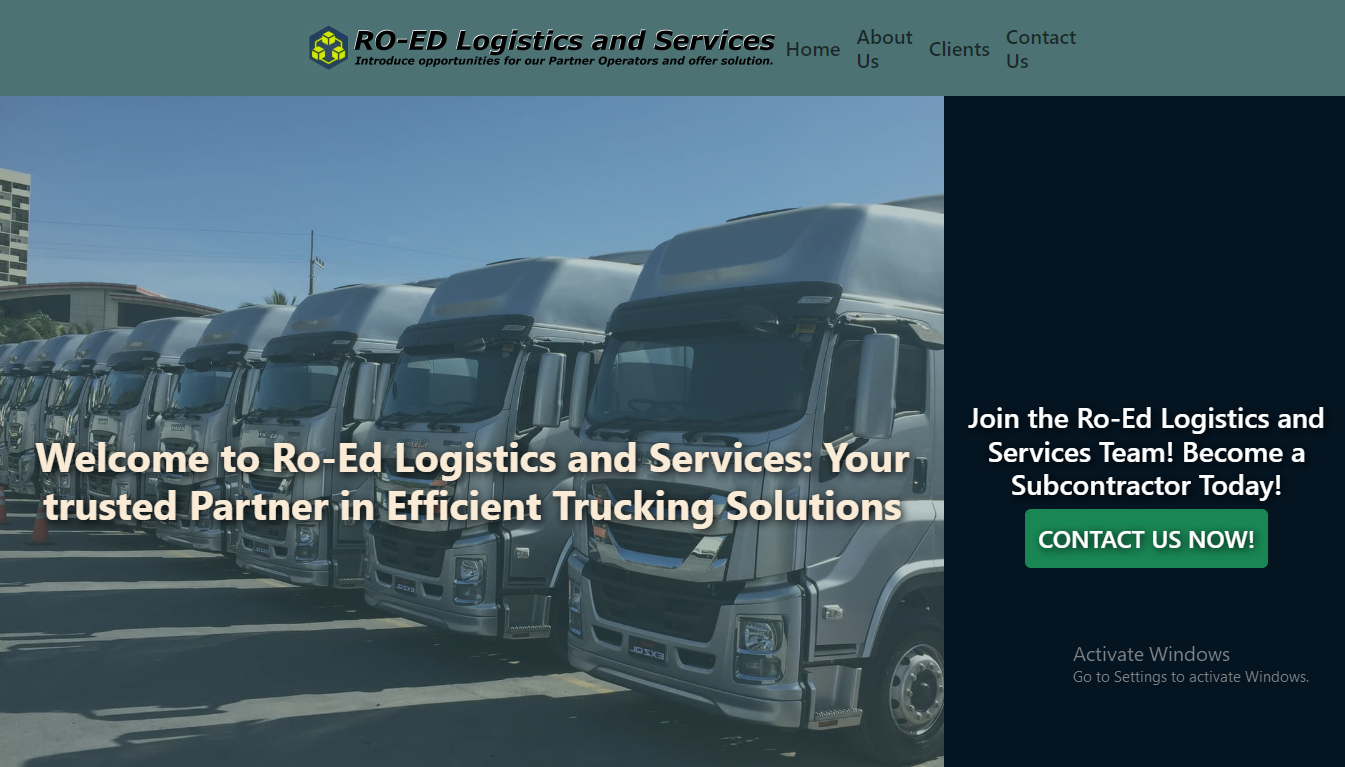 RO-ED Logistics and Services
Introduce opportunities for our Partner Operators and offer solution.
Home
About
Us
Clients
Contact
Us
Welcome to Ro-Ed Logistics and Services: Your
trusted Partner in Efficient Trucking Solutions
Join the Ro-Ed Logistics and
Services Team! Become a
Subcontractor Today!
CONTACT US NOW!
Activate Windows
Go to Settings to activate Windows.